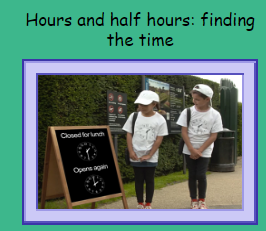 Hours and half hours: finding
the time
Closed for lunch
Opens again